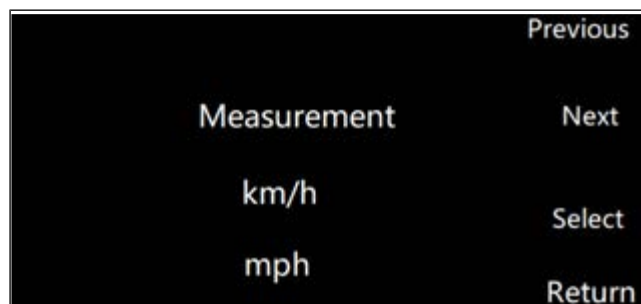 Previous
Measurement
Next
km/h
Select
mph
Return